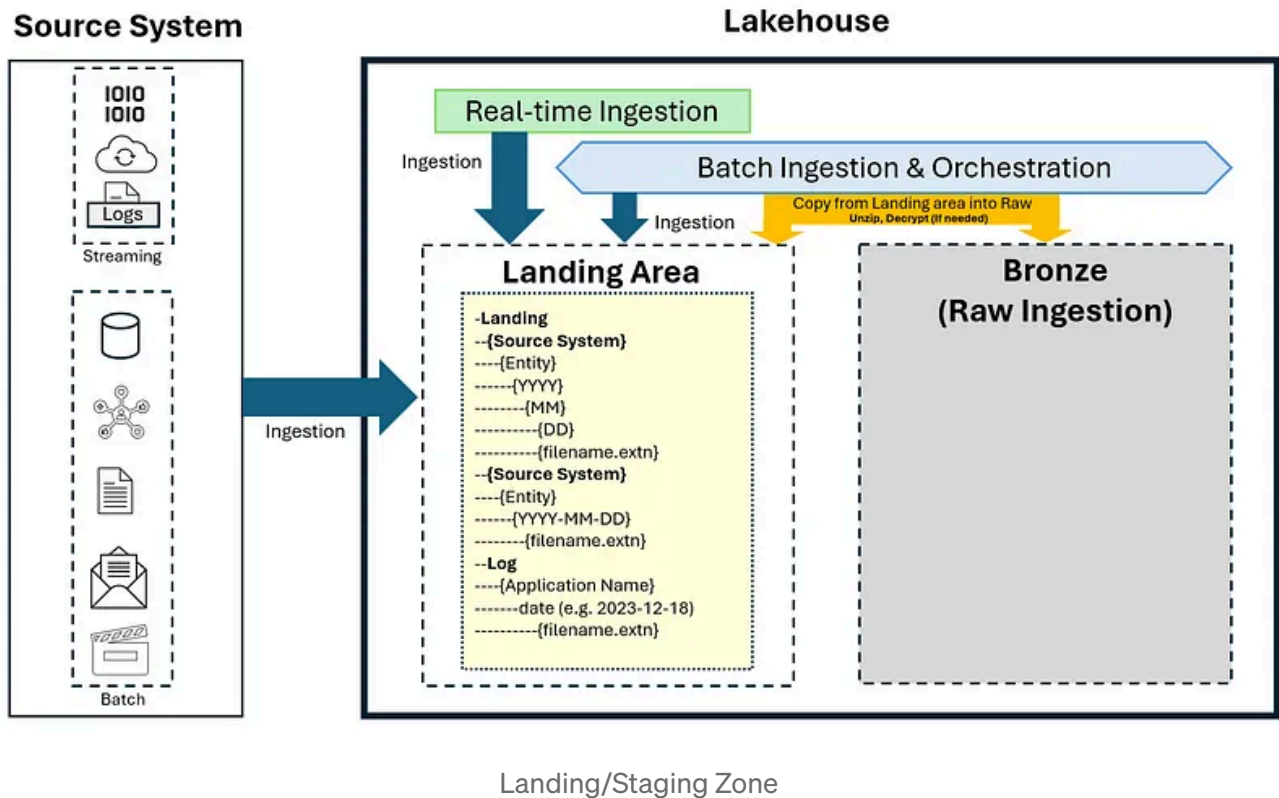 Source System
Lakehouse
1010
1010
Logs
Streaming
Batch
Ingestion
Real-time Ingestion
Ingestion
Batch Ingestion & Orchestration
Ingestion
Copy from Landing area into Raw
Unzip, Decrypt (If needed)
Landing Area
-Landing
--{Source System}
----{Entity}
------{YYYY}
--------{MM}
----------{DD}
----------{filename.extn}
--{Source System}
----{Entity}
------{YYYY-MM-DD}
--------{filename.extn}
--Log
----{Application Name}
-------date (e.g. 2023-12-18)
----------{filename.extn}
Bronze
(Raw Ingestion)
Landing/Staging Zone